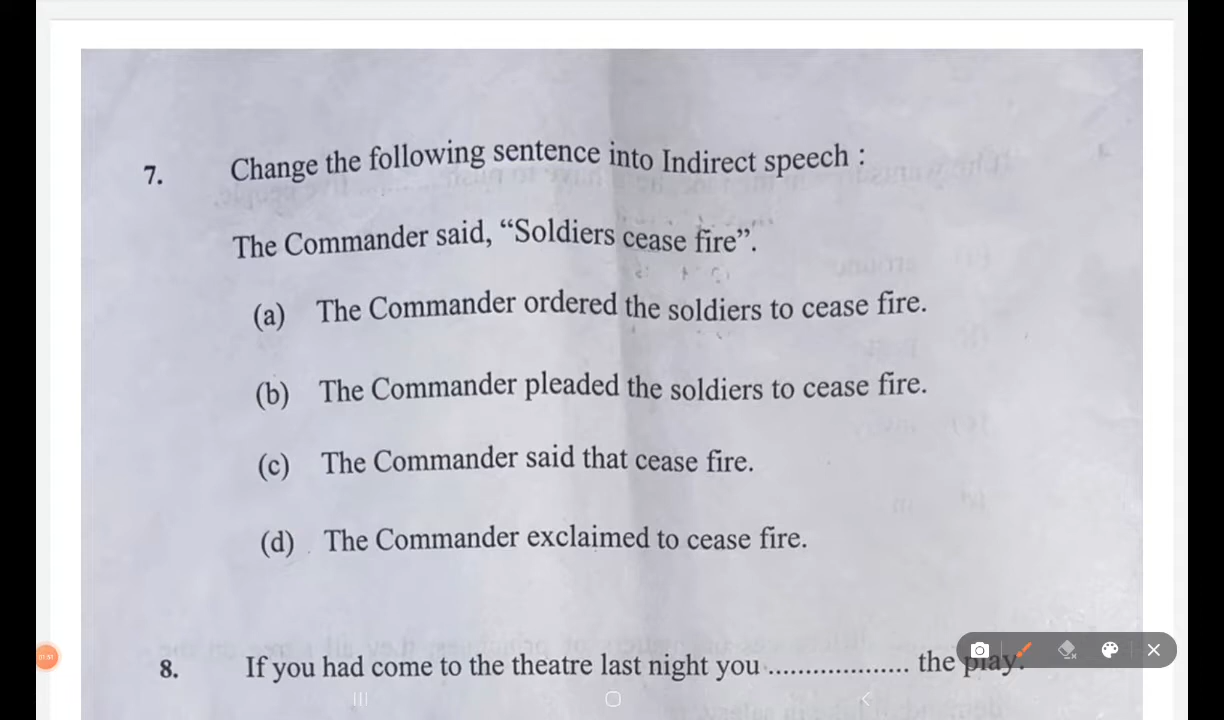 7. Change the following sentence into Indirect speech :
The Commander said, “Soldiers cease fire”.
(a) The Commander ordered the soldiers to cease fire.
(b) The Commander pleaded the soldiers to cease fire.
(c) The Commander said that cease fire.
(d) The Commander exclaimed to cease fire.
8. If you had come to the theatre last night you .................. the play.